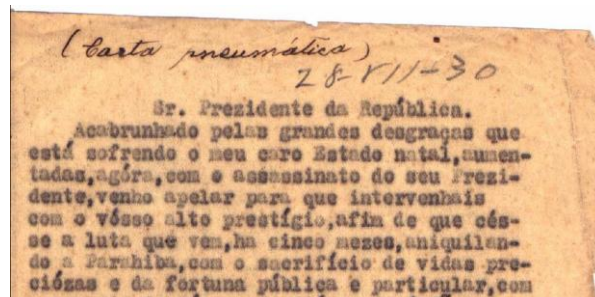 (Carta pneumática)
28-VII-30
Sr. Prezidente da República.
Acabrunhado pelas grandes desgraças que
está sofrendo o meu caro Estado natal,aumen-
tadas,agóra,com o assassinato do seu Prezi-
dente,venho apelar para que intervenhais
com o vósso alto prestígio,afim de que cés-
se a luta que vem,ha cinco mezes,aniquilan-
do a Parahiba,com o sacrifício de vidas pre-
ciózas e da fortuna pública e particular,com